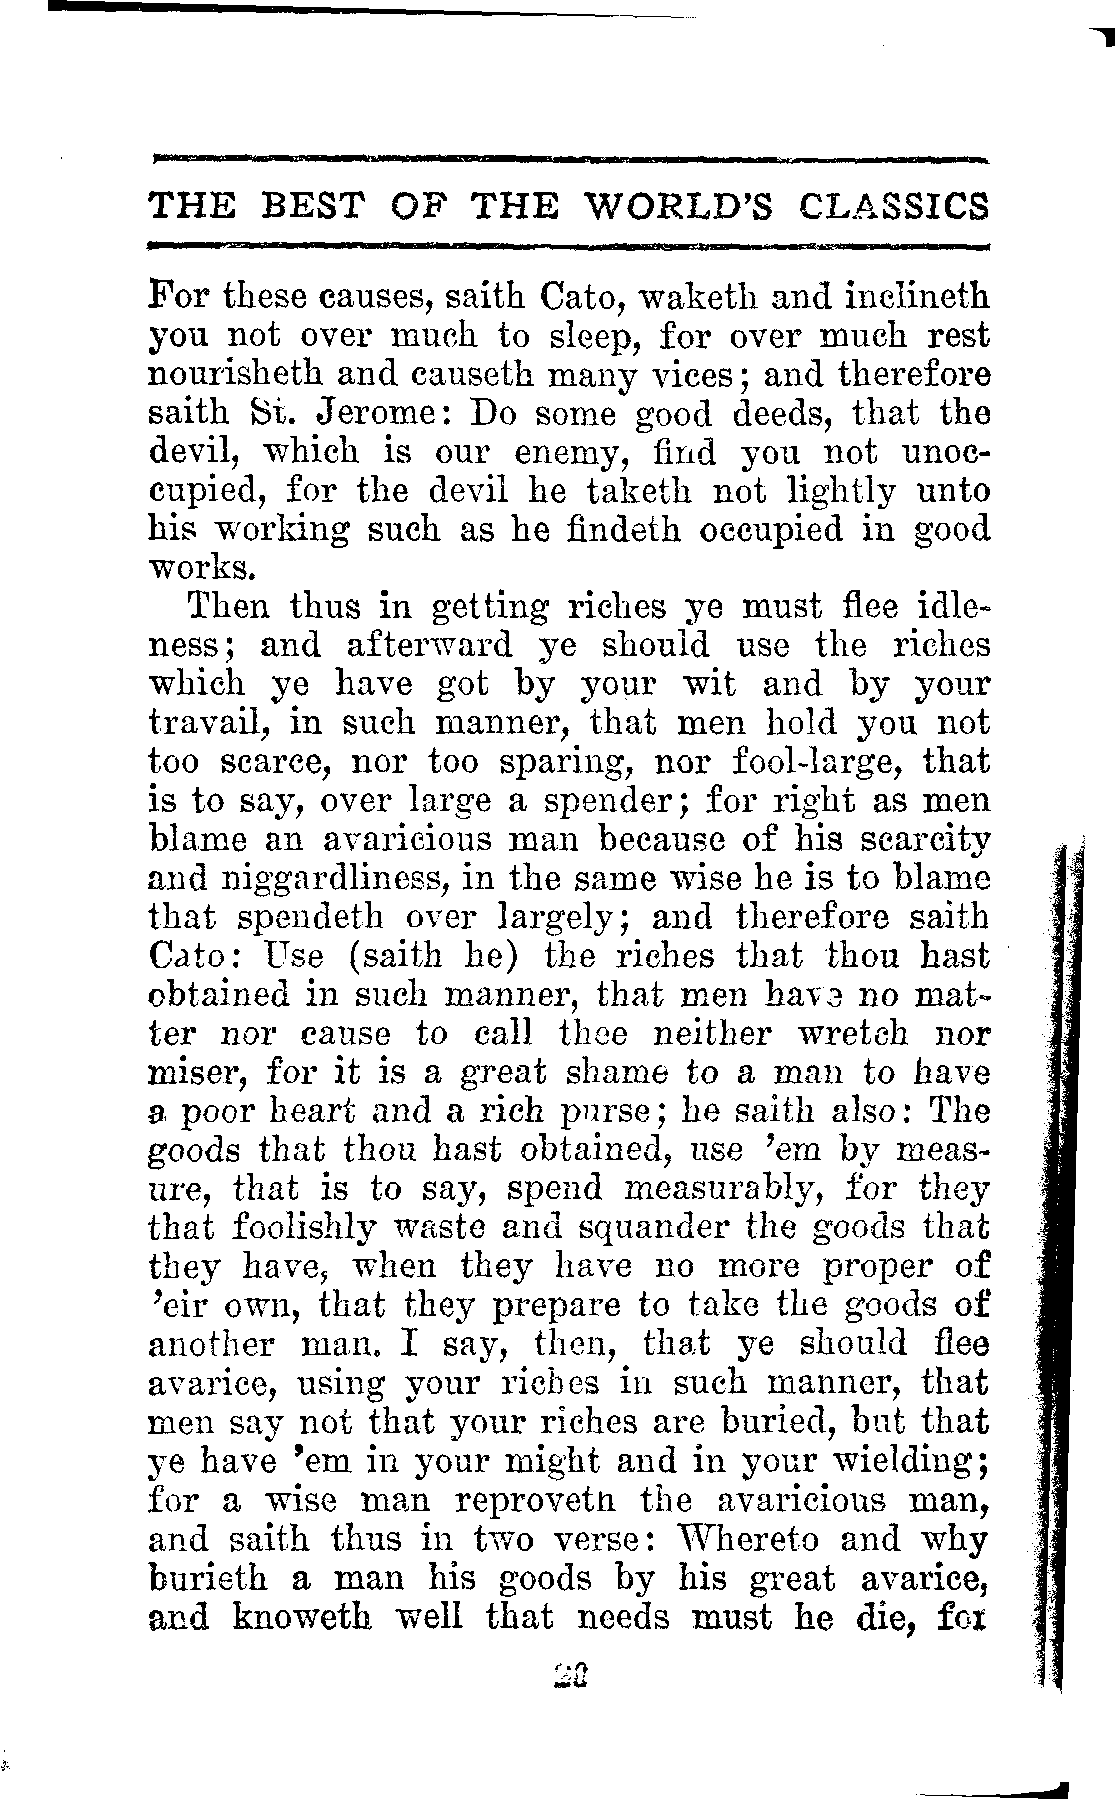 THE BEST OF THE WORLD'S CLASSICS
For these causes, saith Cato, waketh and inclineth
you not over much to sleep, for over much rest
nourisheth and causeth many vices; and therefore
saith St. Jerome: Do some good deeds, that the
devil, which is our enemy, find you not unoc-
cupied, for the devil he taketh not lightly unto
his working such as he findeth occupied in good
works.
Then thus in getting riches ye must flee idle-
ness; and afterward ye should use the riches
which ye have got by your wit and by your
travail, in such manner, that men hold you not
too scarce, nor too sparing, nor fool-large, that
is to say, over large a spender; for right as men
blame an avaricious man because of his scarcity
and niggardliness, in the same wise he is to blame
that spendeth over largely; and therefore saith
Cato: Use (saith he) the riches that thou hast
obtained in such manner, that men have no mat-
ter nor cause to call thee neither wretch nor
miser, for it is a great shame to a man to have
a poor heart and a rich purse; he saith also: The
goods that thou hast obtained, use 'em by meas-
ure, that is to say, spend measurably, for they
that foolishly waste and squander the goods that
they have, when they have no more proper of
'eir own, that they prepare to take the goods of
another man. I say, then, that ye should flee
avarice, using your riches in such manner, that
men say not that your riches are buried, but that
ye have 'em in your might and in your wielding;
for a wise man reproveth the avaricious man,
and saith thus in two verse: Whereto and why
burieth a man his goods by his great avarice,
and knoweth well that needs must he die, for